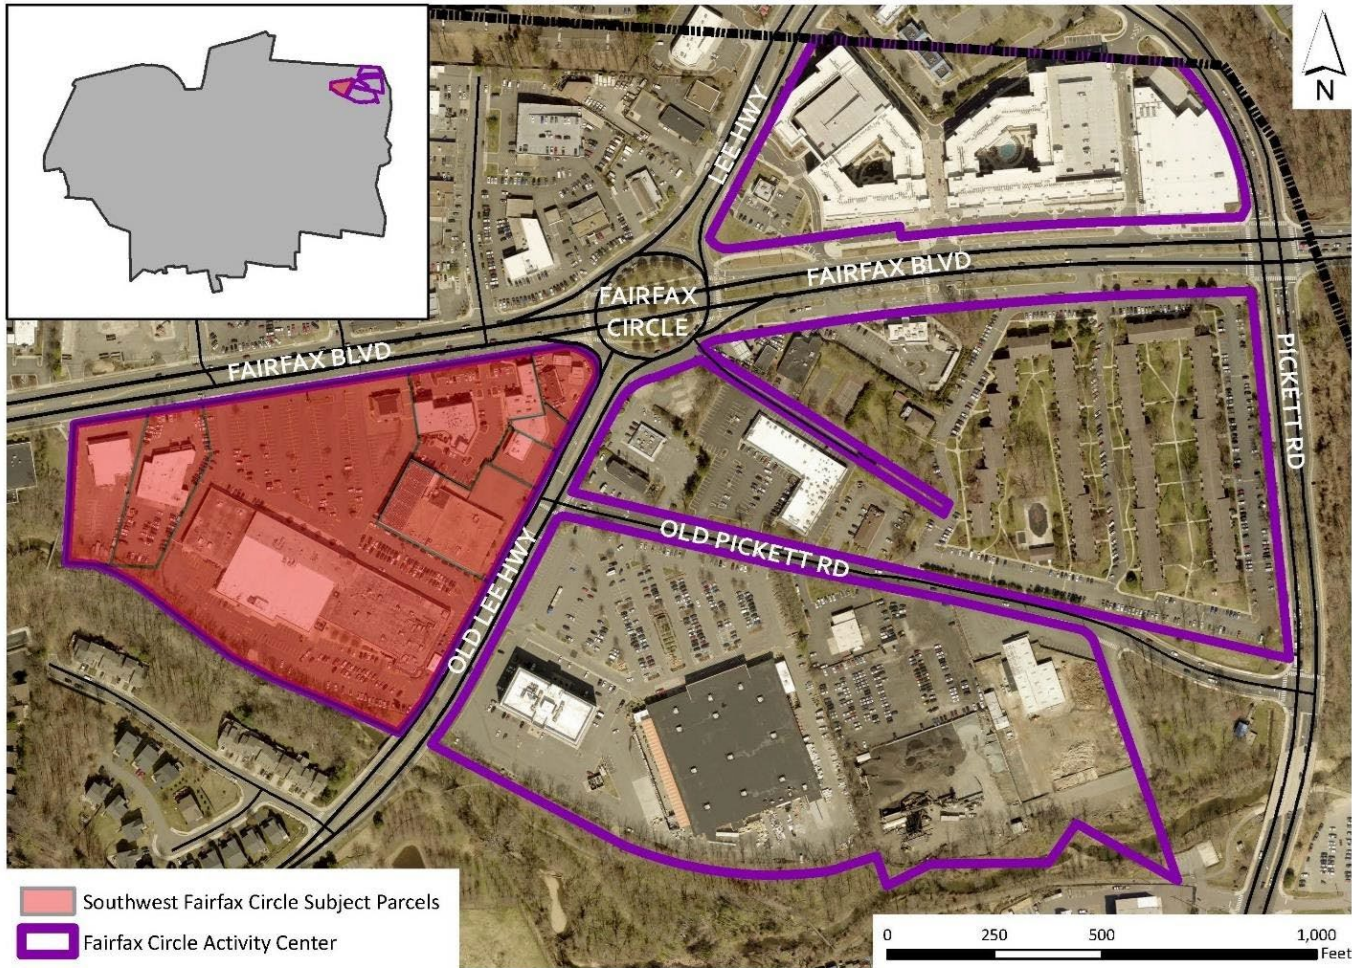 N
LEE HWY
FAIRFAX BLVD
FAIRFAX
CIRCLE
FAIRFAX BLVD
PICKETT RD
OLD PICKETT RD
OLD LEE HWY
Southwest Fairfax Circle Subject Parcels
Fairfax Circle Activity Center
0 250 500 1,000
Feet